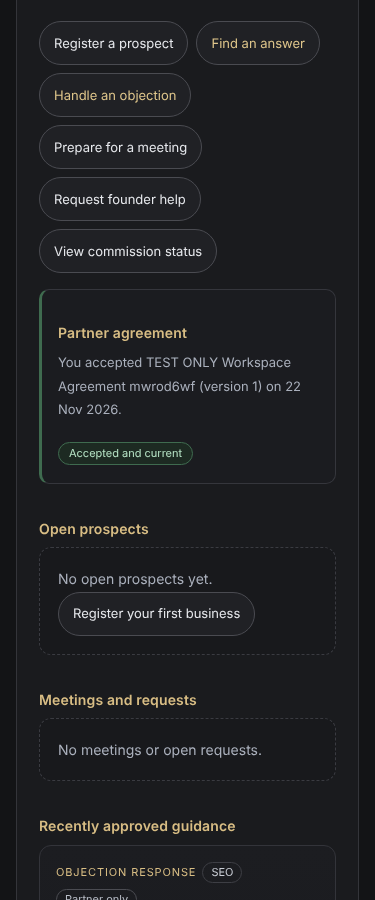 Register a prospect
Find an answer
Handle an objection
Prepare for a meeting
Request founder help
View commission status
Partner agreement
You accepted TEST ONLY Workspace
Agreement mwrod6wf (version 1) on 22
Nov 2026.
Accepted and current
Open prospects
No open prospects yet.
Register your first business
Meetings and requests
No meetings or open requests.
Recently approved guidance
OBJECTION RESPONSE SEO
Partner only